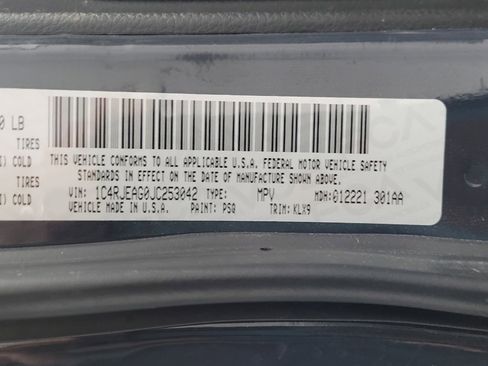 0 LB
TIRES
) COLD
TIRES
) COLD
THIS VEHICLE CONFORMS TO ALL APPLICABLE U.S.A. FEDERAL MOTOR VEHICLE SAFETY
STANDARDS IN EFFECT ON THE DATE OF MANUFACTURE SHOWN ABOVE.
VIN: 1C4RJEAG0JC253042 TYPE: MPV MDH: 012221 301AA
VEHICLE MADE IN U.S.A. PAINT: PSQ TRIM: KLX9